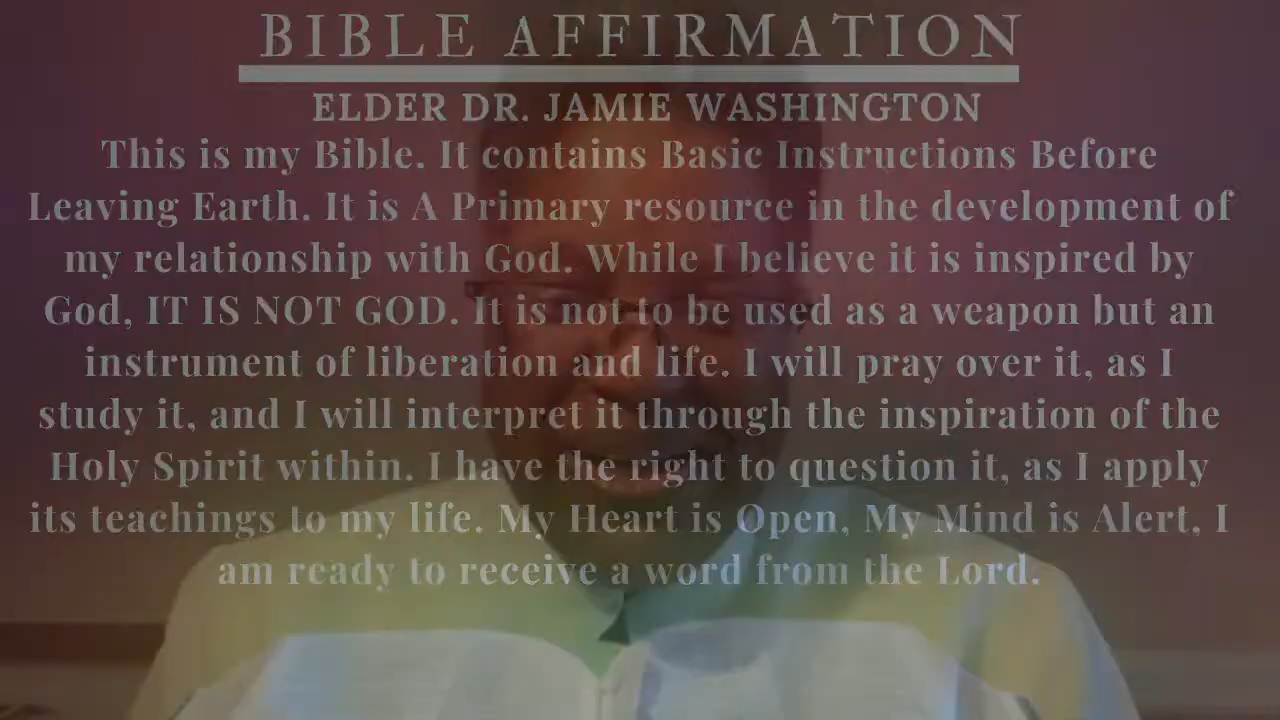 BIBLE AFFIRMATION
ELDER DR. JAMIE WASHINGTON
This is my Bible. It contains Basic Instructions Before
Leaving Earth. It is A Primary resource in the development of
my relationship with God. While I believe it is inspired by
God, IT IS NOT GOD. It is not to be used as a weapon but an
instrument of liberation and life. I will pray over it, as I
study it, and I will interpret it through the inspiration of the
Holy Spirit within. I have the right to question it, as I apply
its teachings to my life. My Heart is Open, My Mind is Alert, I
am ready to receive a word from the Lord.